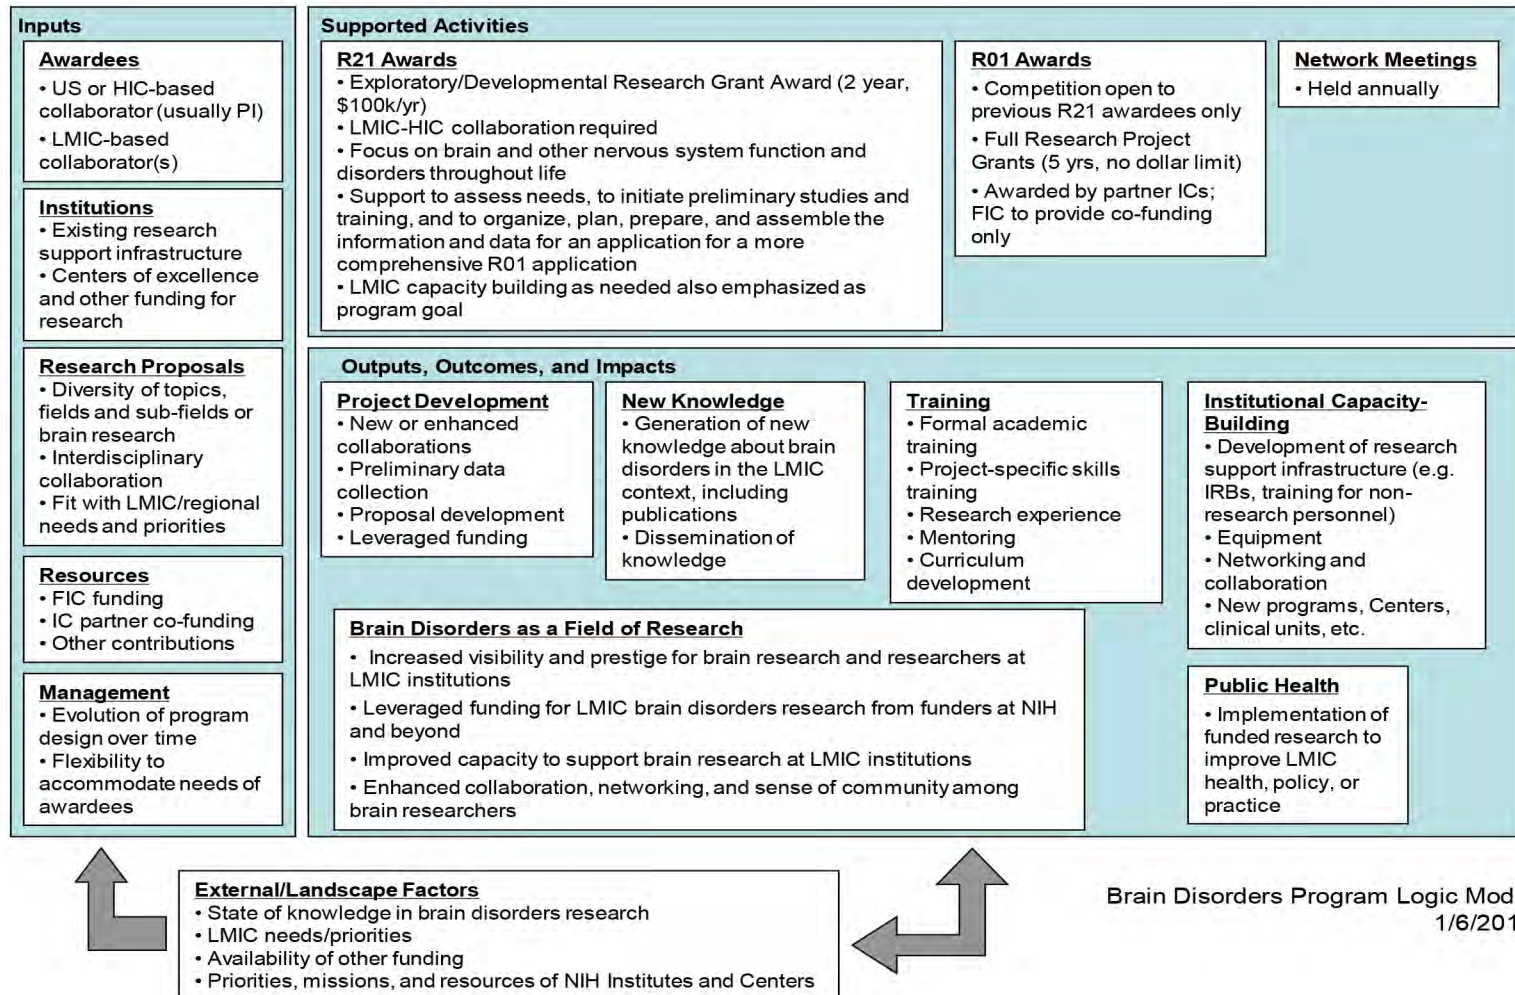 Inputs
Awardees
• US or HIC-based
collaborator (usually PI)
• LMIC-based
collaborator(s)
Institutions
• Existing research
support infrastructure
• Centers of excellence
and other funding for
research
Research Proposals
• Diversity of topics,
fields and sub-fields or
brain research
• Interdisciplinary
collaboration
• Fit with LMIC/regional
needs and priorities
Resources
• FIC funding
• IC partner co-funding
• Other contributions
Management
• Evolution of program
design over time
• Flexibility to
accommodate needs of
awardees
Supported Activities
R21 Awards
• Exploratory/Developmental Research Grant Award (2 year,
$100k/yr)
• LMIC-HIC collaboration required
• Focus on brain and other nervous system function and
disorders throughout life
• Support to assess needs, to initiate preliminary studies and
training, and to organize, plan, prepare, and assemble the
information and data for an application for a more
comprehensive R01 application
• LMIC capacity building as needed also emphasized as
program goal
R01 Awards
• Competition open to
previous R21 awardees only
• Full Research Project
Grants (5 yrs, no dollar limit)
• Awarded by partner ICs;
FIC to provide co-funding
only
Network Meetings
• Held annually
Outputs, Outcomes, and Impacts
Project Development
• New or enhanced
collaborations
• Preliminary data
collection
• Proposal development
• Leveraged funding
New Knowledge
• Generation of new
knowledge about brain
disorders in the LMIC
context, including
publications
• Dissemination of
knowledge
Training
• Formal academic
training
• Project-specific skills
training
• Research experience
• Mentoring
• Curriculum
development
Institutional Capacity-
Building
• Development of research
support infrastructure (e.g.
IRBs, training for non-
research personnel)
• Equipment
• Networking and
collaboration
• New programs, Centers,
clinical units, etc.
Brain Disorders as a Field of Research
• Increased visibility and prestige for brain research and researchers at
LMIC institutions
• Leveraged funding for LMIC brain disorders research from funders at NIH
and beyond
• Improved capacity to support brain research at LMIC institutions
• Enhanced collaboration, networking, and sense of community among
brain researchers
Public Health
• Implementation of
funded research to
improve LMIC
health, policy, or
practice
External/Landscape Factors
• State of knowledge in brain disorders research
• LMIC needs/priorities
• Availability of other funding
• Priorities, missions, and resources of NIH Institutes and Centers
Brain Disorders Program Logic Mod
1/6/201